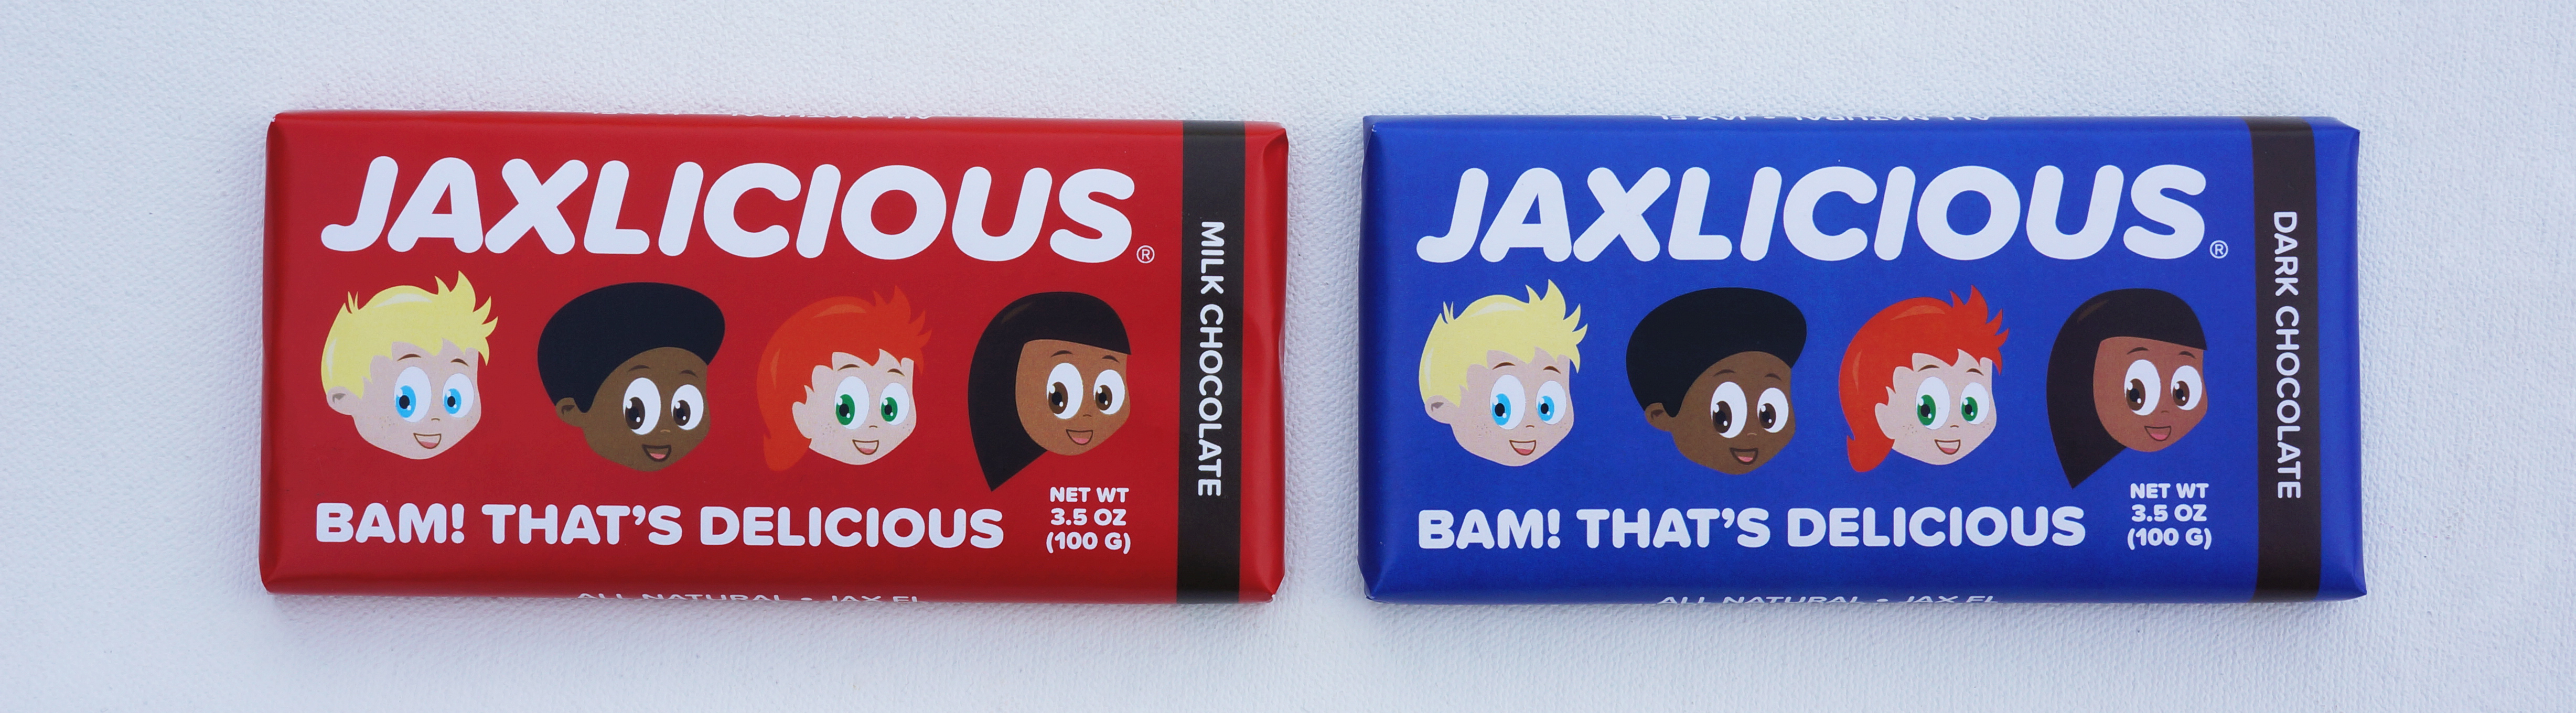 JAXLICIOUS®
MILK CHOCOLATE
BAM! THAT'S DELICIOUS
NET WT
3.5 OZ
(100 G)
ALL NATURAL • JAX FL
JAXLICIOUS®
DARK CHOCOLATE
BAM! THAT'S DELICIOUS
NET WT
3.5 OZ
(100 G)
ALL NATURAL • JAX FL